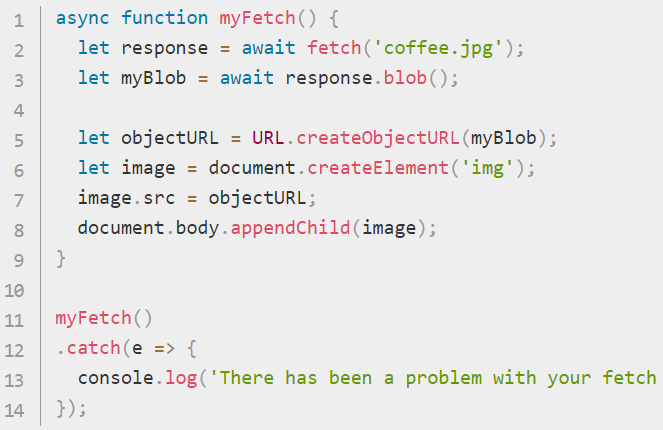 1 async function myFetch() {
2 let response = await fetch('coffee.jpg');
3 let myBlob = await response.blob();
4
5 let objectURL = URL.createObjectURL(myBlob);
6 let image = document.createElement('img');
7 image.src = objectURL;
8 document.body.appendChild(image);
9 }
10
11 myFetch()
12 .catch(e => {
13 console.log('There has been a problem with your fetch
14 });